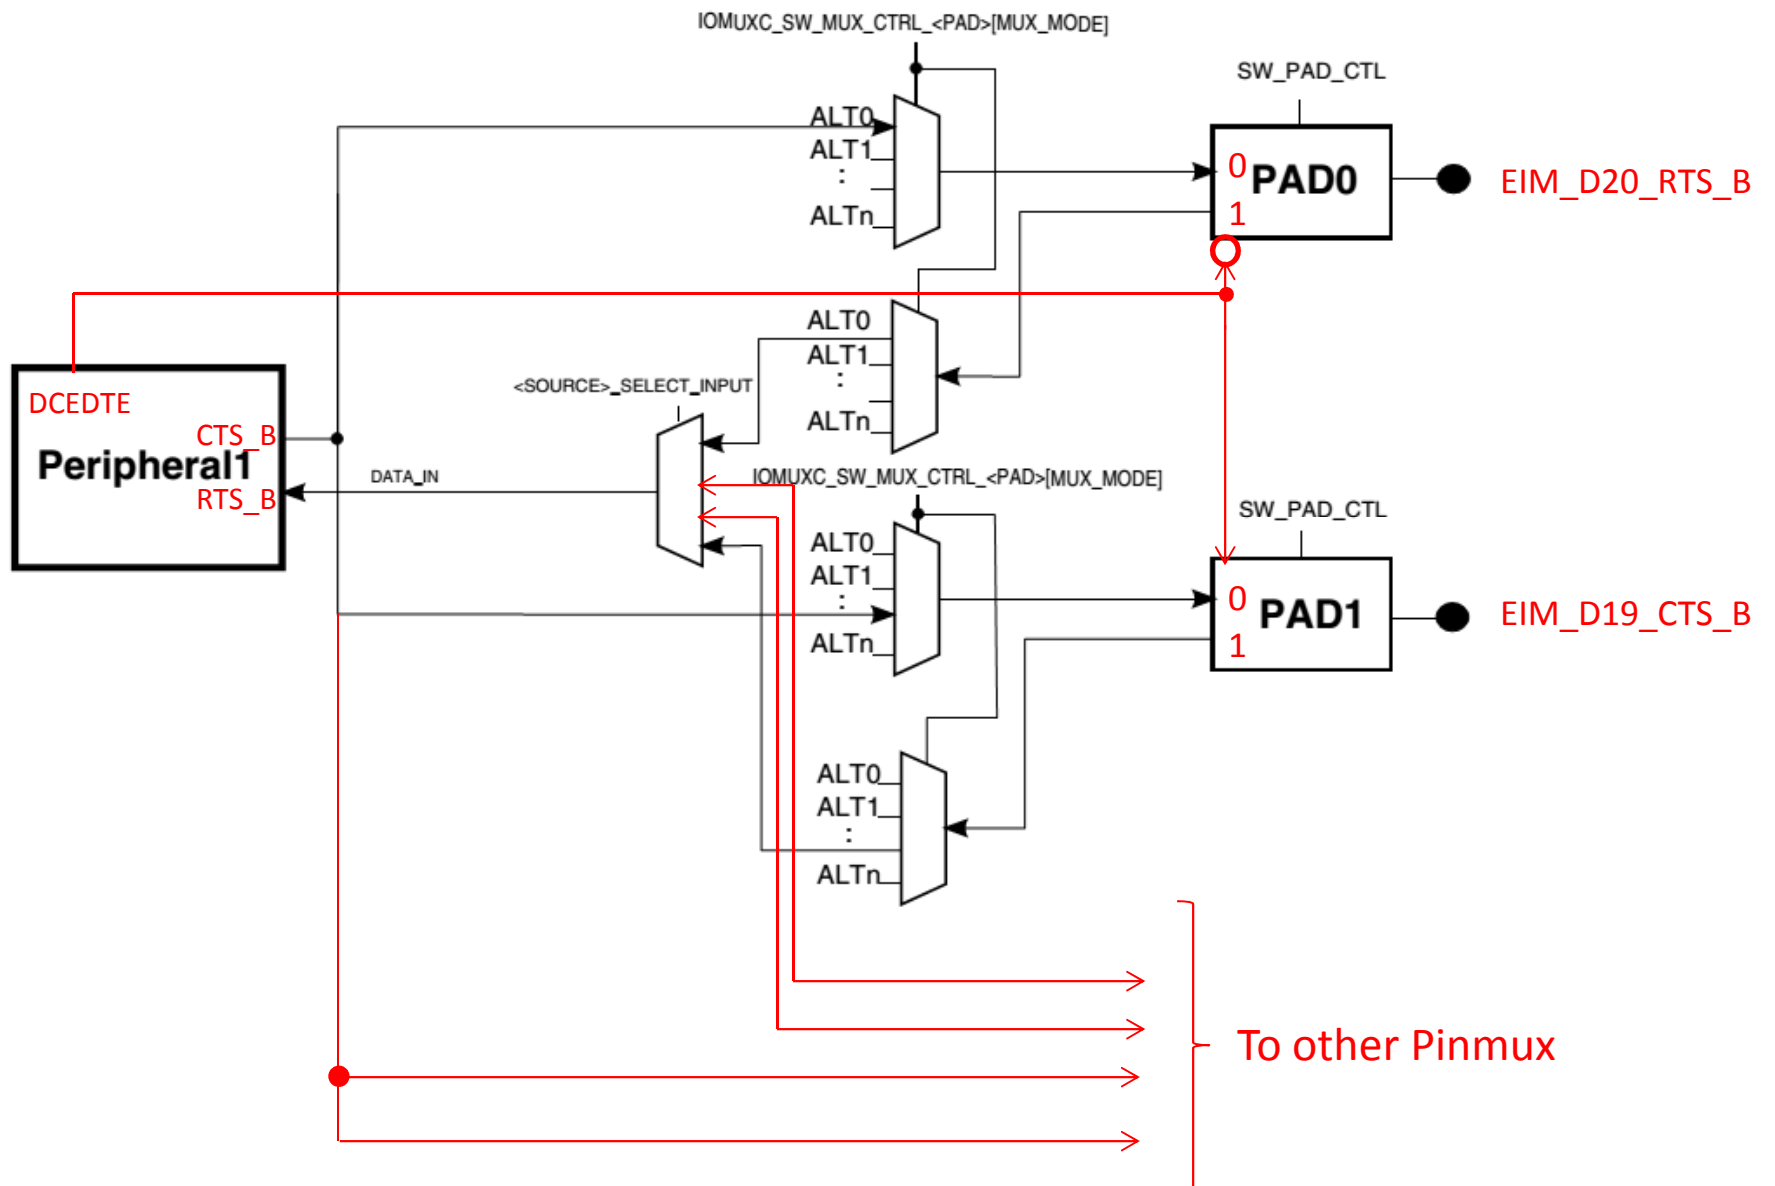 IOMUXC_SW_MUX_CTRL_<PAD>[MUX_MODE]
SW_PAD_CTL
ALT0
ALT1
:
ALTn
0
PAD0
1
EIM_D20_RTS_B
ALT0
ALT1
:
ALTn
<SOURCE>_SELECT_INPUT
DCEDTE
CTS_B
Peripheral1
RTS_B
DATA_IN
IOMUXC_SW_MUX_CTRL_<PAD>[MUX_MODE]
SW_PAD_CTL
ALT0
ALT1
:
ALTn
0
PAD1
1
EIM_D19_CTS_B
ALT0
ALT1
:
ALTn
To other Pinmux